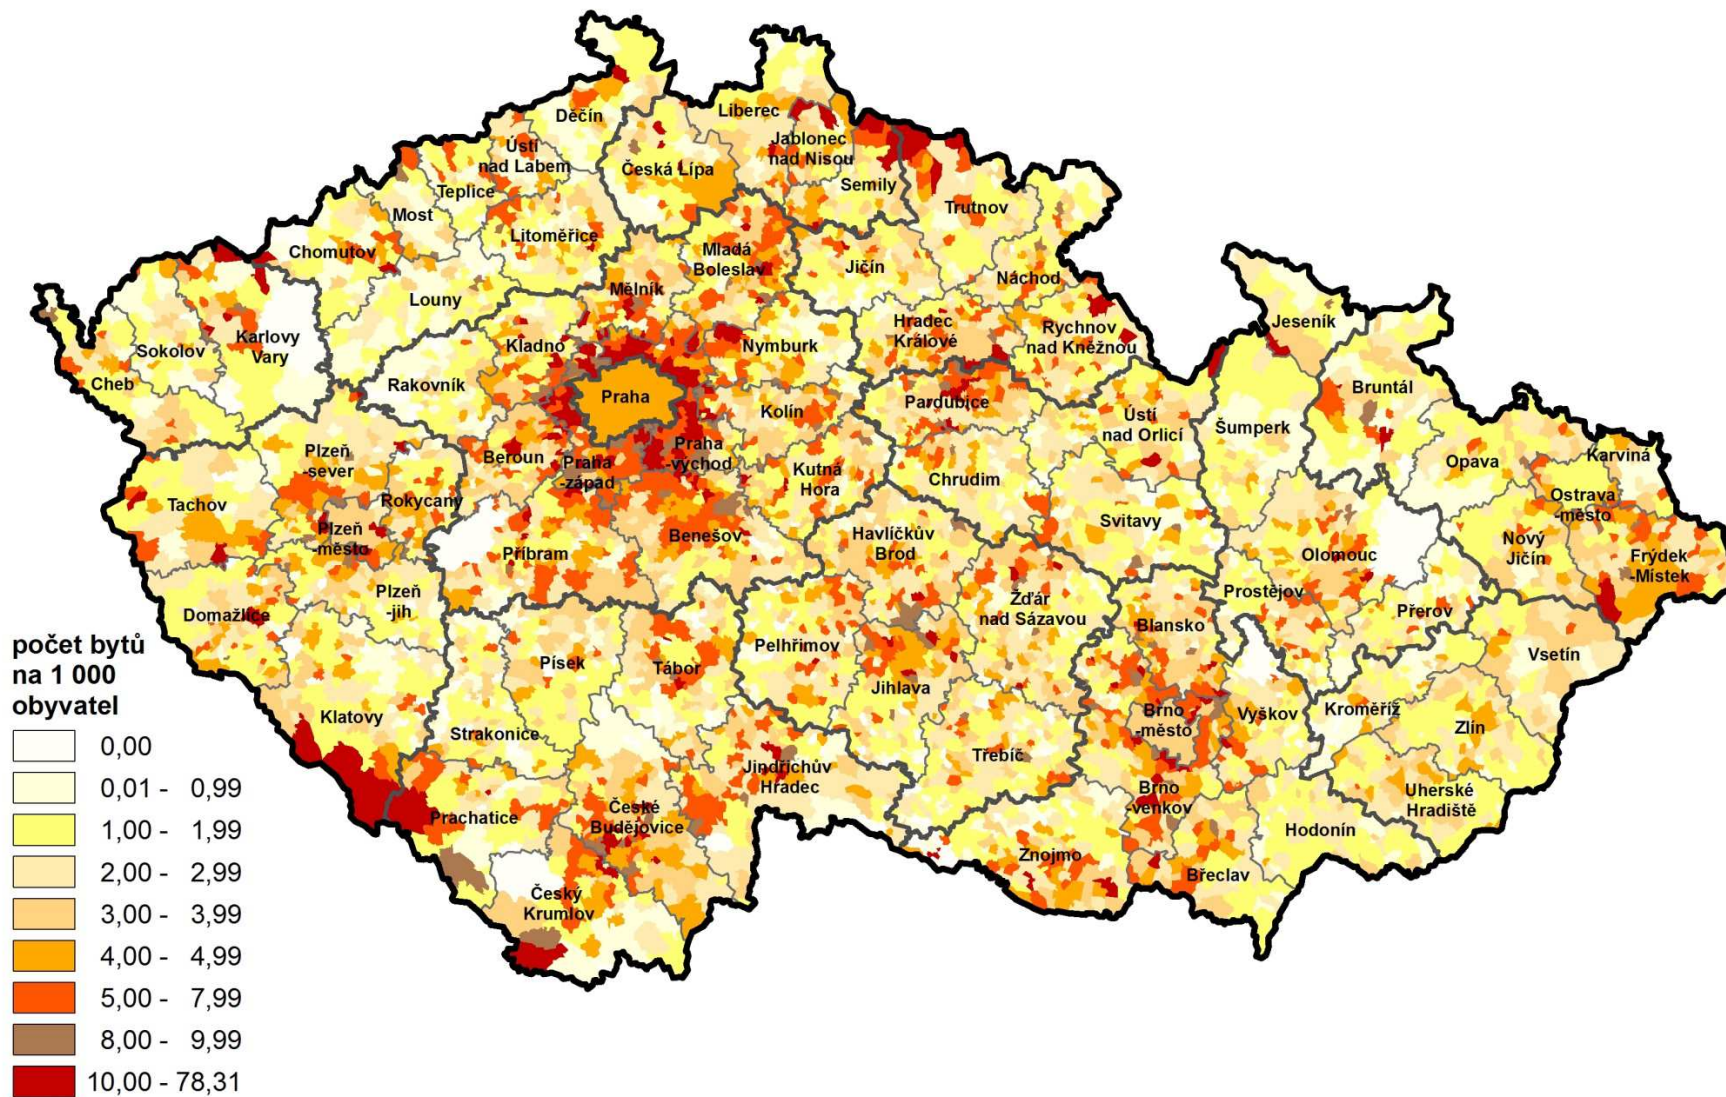 Děčín
Liberec
Ústí
nad Labem
Jablonec
nad Nisou
Česká Lípa
Teplice
Semily
Most
Trutnov
Litoměřice
Chomutov
Mladá
Boleslav
Jičín
Náchod
Mělník
Louny
Jeseník
Hradec
Králové
Rychnov
nad Kněžnou
Karlovy
Vary
Sokolov
Kladno
Nymburk
Cheb
Rakovník
Praha
Bruntál
Kolín
Pardubice
Ústí
nad Orlicí
Šumperk
Praha
-východ
Plzeň
-sever
Beroun
Praha
-západ
Karviná
Opava
Kutná
Hora
Chrudim
Rokycany
Ostrava
-město
Tachov
Svitavy
Plzeň
-město
Benešov
Havlíčkův
Brod
Nový
Jičín
Příbram
Olomouc
Frýdek
-Místek
Plzeň
-jih
Žďár
nad Sázavou
Prostějov
Přerov
Domažlice
Blansko
Pelhřimov
Písek
Tábor
Vsetín
Jihlava
Klatovy
Brno
-město
Vyškov
Kroměříž
Zlín
Strakonice
Třebíč
Jindřichův
Hradec
Brno
-venkov
Uherské
Hradiště
České
Budějovice
Prachatice
Hodonín
Znojmo
Břeclav
Český
Krumlov
počet bytů
na 1 000
obyvatel
0,00
0,01 - 0,99
1,00 - 1,99
2,00 - 2,99
3,00 - 3,99
4,00 - 4,99
5,00 - 7,99
8,00 - 9,99
10,00 - 78,31